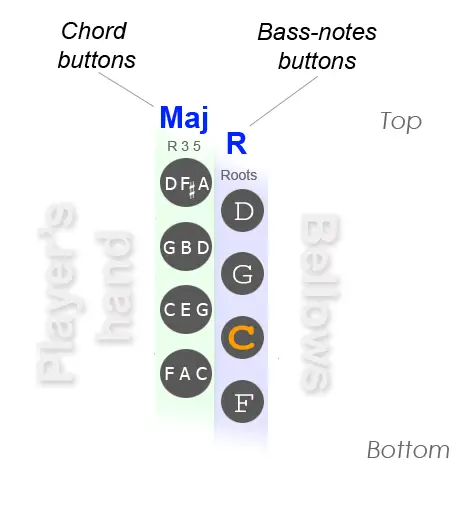 Chord
buttons
Bass-notes
buttons
Maj
R
Top
R 3 5
Roots
D F♯ A
D
G B D
G
C E G
C
F A C
F
Player's
hand
Bellows
Bottom